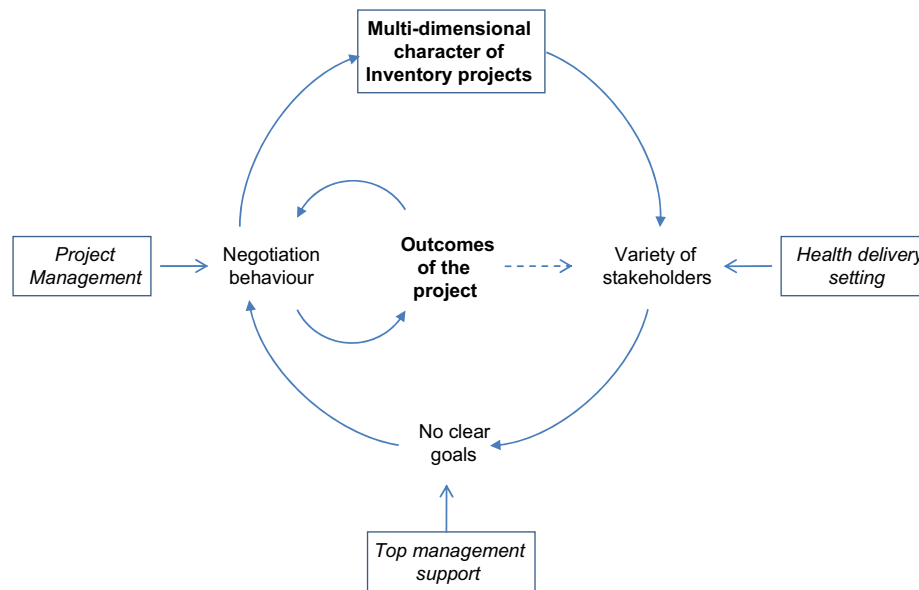 Multi-dimensional
character of
Inventory projects
Project
Management
Negotiation
behaviour
Outcomes
of the
project
Variety of
stakeholders
Health delivery
setting
No clear
goals
Top management
support